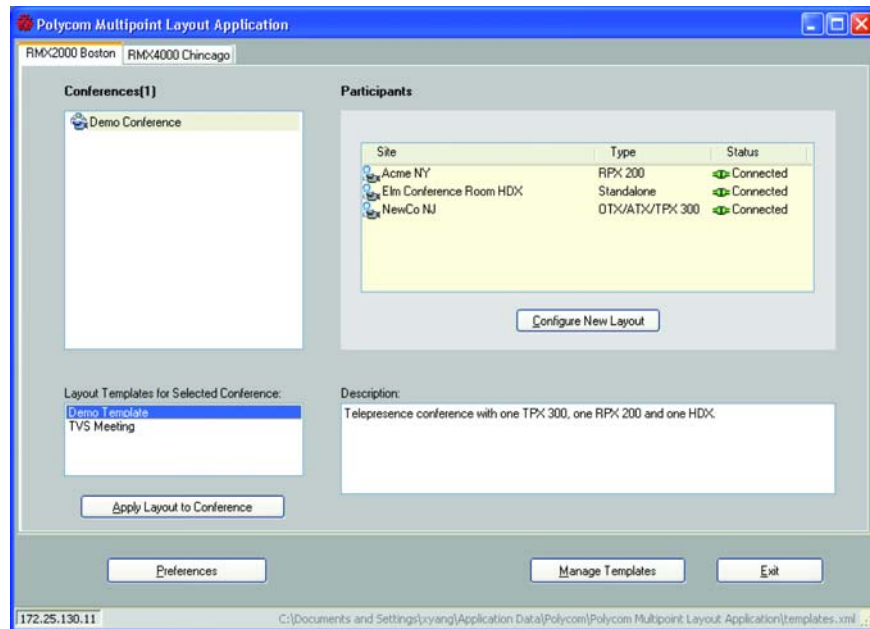 Polycom Multipoint Layout Application
RMX2000 Boston RMX4000 Chincago
Conferences(1)
Participants
Demo Conference
Site Type Status
Acme NY RPX 200 Connected
Elm Conference Room HDX Standalone Connected
NewCo NJ OTX/ATX/TPX 300 Connected
Configure New Layout
Layout Templates for Selected Conference:
Demo Template
TVS Meeting
Description:
Telepresence conference with one TPX 300, one RPX 200 and one HDX.
Apply Layout to Conference
Preferences
Manage Templates
Exit
172.25.130.11
C:\Documents and Settings\xyang\Application Data\Polycom\Polycom Multipoint Layout Application\templates.xml